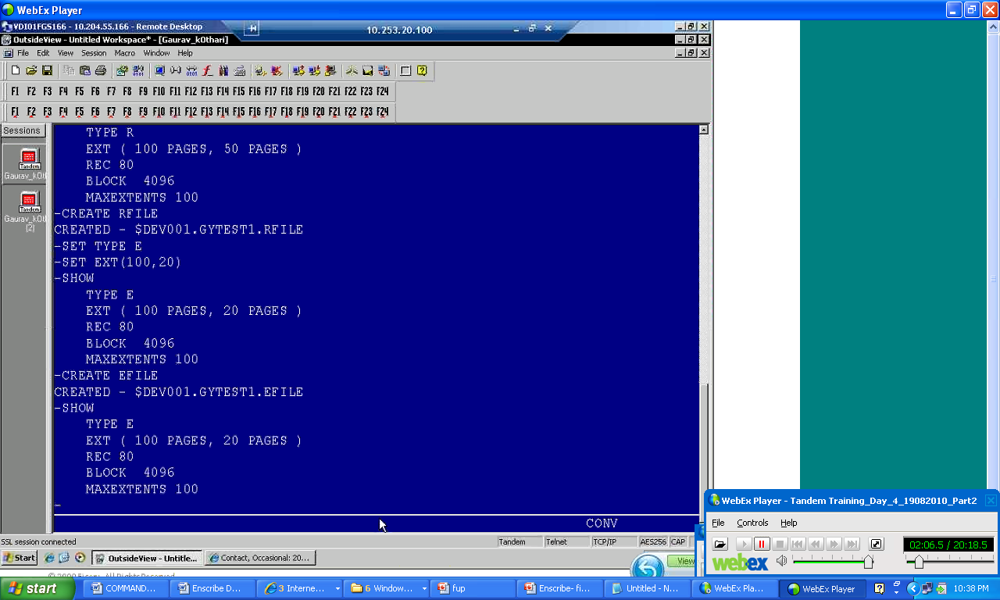 WebEx Player
VDI01FGS166 - 10.204.55.166 - Remote Desktop
10.253.20.100
OutsideView - Untitled Workspace* - [Gaurav_kOthari]
File Edit View Session Macro Window Help
F1 F2 F3 F4 F5 F6 F7 F8 F9 F10 F11 F12 F13 F14 F15 F16 F17 F18 F19 F20 F21 F22 F23 F24
F1 F2 F3 F4 F5 F6 F7 F8 F9 F10 F11 F12 F13 F14 F15 F16 F17 F18 F19 F20 F21 F22 F23 F24
Sessions
Tandem
Gaurav_kOt
Tandem
TYPE R
EXT ( 100 PAGES, 50 PAGES )
REC 80
BLOCK 4096
MAXEXTENTS 100
-CREATE RFILE
CREATED - $DEV001.GYTEST1.RFILE
-SET TYPE E
-SET EXT(100,20)
-SHOW
TYPE E
EXT ( 100 PAGES, 20 PAGES )
REC 80
BLOCK 4096
MAXEXTENTS 100
-CREATE EFILE
CREATED - $DEV001.GYTEST1.EFILE
-SHOW
TYPE E
EXT ( 100 PAGES, 20 PAGES )
REC 80
BLOCK 4096
MAXEXTENTS 100
-
CONV
SSL session connected
Tandem Telnet TCP/IP AES256 CAP
Start
OutsideView - Untitle...
Contact, Occasional: 20...
View
WebEx Player - Tandem Training_Day_4_19082010_Part2
File Controls Help
02:06.5 / 20:18.5
webex
start
COMMAND...
Enscribe D...
3 Interne...
6 Window...
fup
Enscribe- fi...
Untitled - N...
WebEx Pla...
WebEx Player
10:38 PM